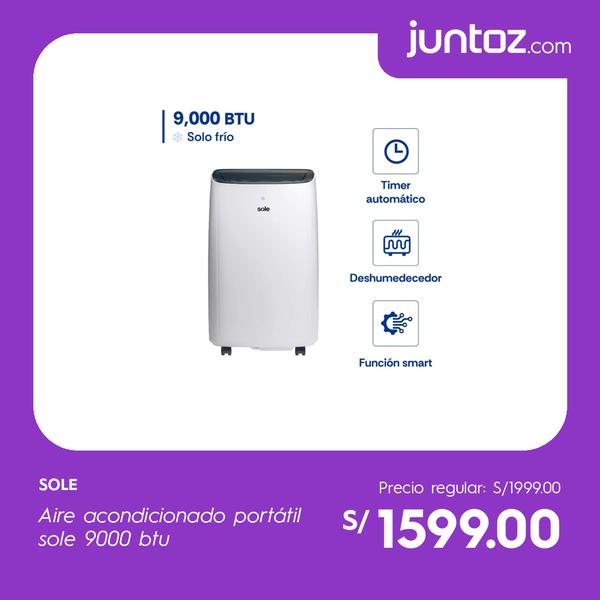 juntoz.com
9,000 BTU
Solo frío
sole
Timer
automático
Deshumedecedor
Función smart
SOLE
Aire acondicionado portátil
sole 9000 btu
Precio regular: S/1999.00
S/1599.00